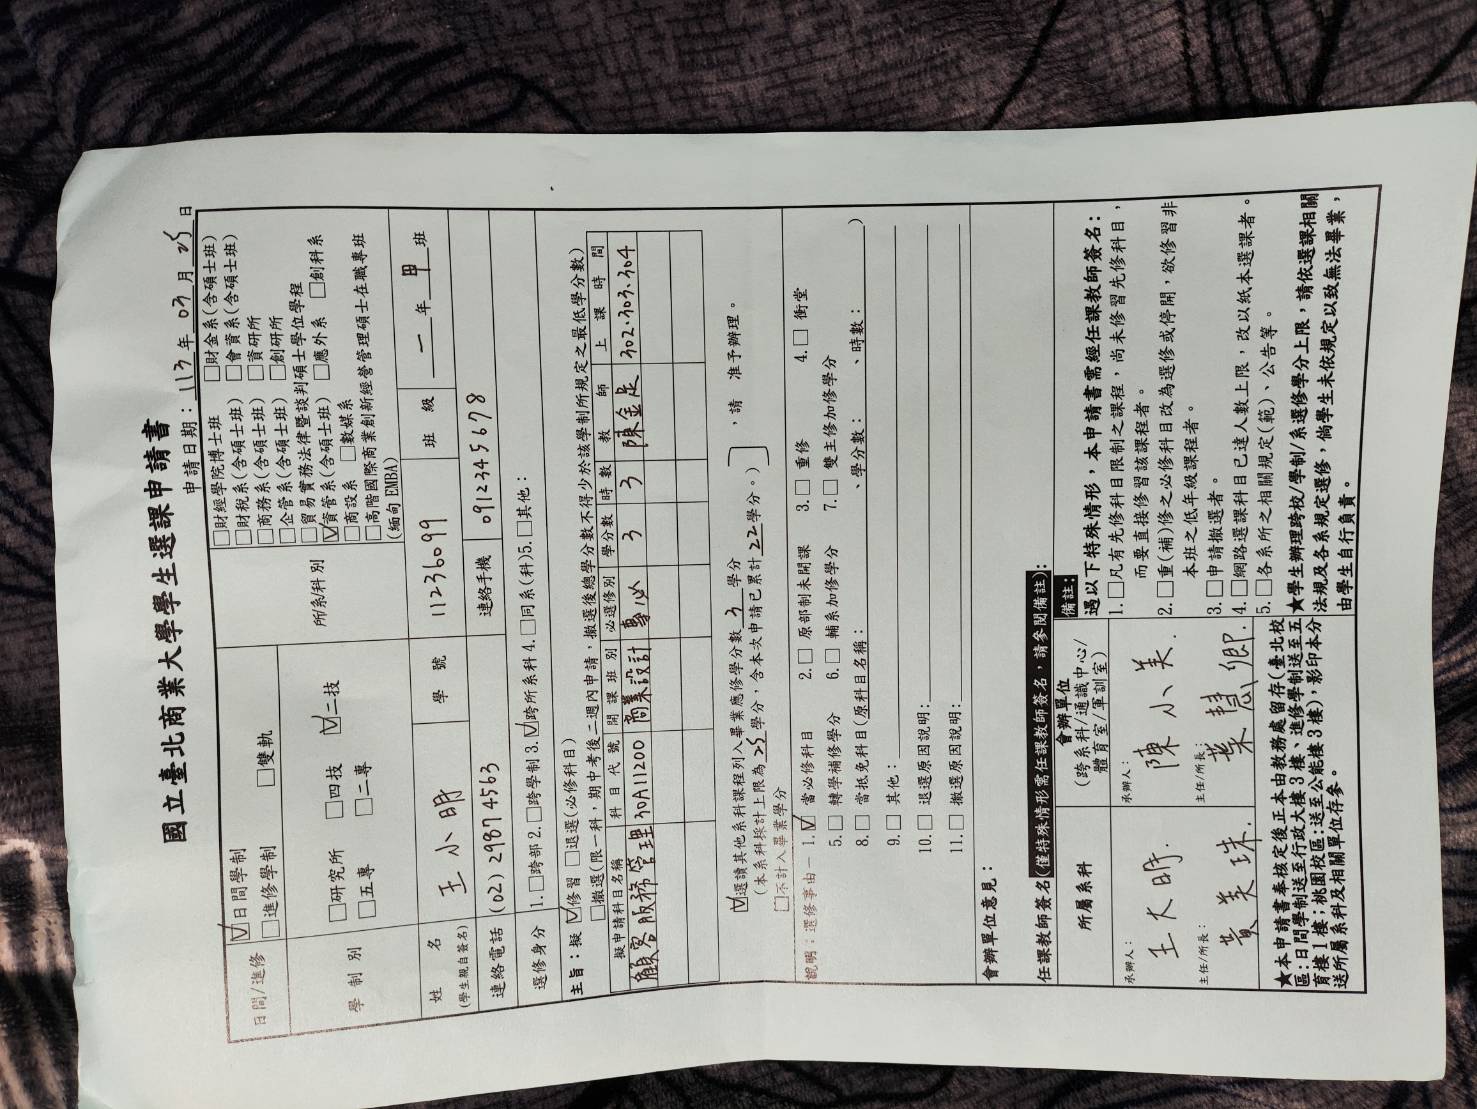 國立臺北商業大學學生選課申請書
申請日期：113年03月25日
日間/進修 ☑日間學制 □進修學制 □雙軌
學制別 □研究所 □四技 ☑二技 □五專 □二專
所/系/科別
□財經學院博士班 □財金系(含碩士班)
□財稅系(含碩士班) □會資系(含碩士班)
□商務系(含碩士班) □資研所
□企管系(含碩士班) □創研所
□貿易實務法律暨談判碩士學位學程
☑資管系(含碩士班) □應外系 □創科系
□商設系 □數媒系
□高階國際商業創新經營管理碩士在職專班
(緬甸 EMBA)
姓名 王小明 學號 11236099 班級 一年甲班
(學生親自簽名)
連絡電話 (02) 29874563 連絡手機 0912345678
選修身分 1.□跨部 2.□跨學制 3.☑跨所系科 4.□同系(科) 5.□其他：
主旨：擬 ☑修習 □退選(必修科目)
□撤選(限一科，期中考後二週內申請，撤選後總學分數不得少於該學制所規定之最低學分數)
擬申請科目名稱 科目代號 開課班別 必選修別 學分數 時數 教師 上課時間
顧客服務管理 30A11200 商業設計 專必 3 3 陳金足 302.303.304
☑選讀其他系科課程列入畢業應修學分數 3 學分
(本系科採計上限為 25 學分，含本次申請已累計 22 學分。) ，請 准予辦理。
□不計入畢業學分
說明：選修事由－ 1.☑ 當必修科目 2.□ 原部制未開課 3.□ 重修 4.□ 衝堂
5.□ 轉學補修學分 6.□ 輔系加修學分 7.□ 雙主修加修學分
8.□ 當抵免科目(原科目名稱： 、學分數： 、時數： )
9.□ 其他：
10.□ 退選原因說明：
11.□ 撤選原因說明：
會辦單位意見：
任課教師簽名(僅特殊情形需任課教師簽名，請參閱備註)：
所屬系科
承辦人：
王大明.
主任/所長：
黃美珠.
會辦單位
(跨系科/通識中心/
體育室/軍訓室)
承辦人：
陳小美.
主任/所長：
葉慧卿.
備註：
遇以下特殊情形，本申請書需經任課教師簽名：
1.□凡有先修科目限制之課程，尚未修習先修科目，
而要直接修習該課程者。
2.□重(補)修之必修科目改為選修或停開，欲修習非
本班之低年級課程者。
3.□申請撤選者。
4.□網路選課科目已達人數上限，改以紙本選課者。
5.□各系所之相關規定(範)、公告等。
★學生辦理跨校/學制/系選修學分上限，請依選課相關
法規及各系規定選修，倘學生未依規定以致無法畢業，
由學生自行負責。
★本申請書奉核定後正本由教務處留存(臺北校
區：日間學制送至行政大樓3樓、進修學制送至五
育樓1樓；桃園校區：送至公能樓3樓)，影印本分
送所屬系科及相關單位存參。